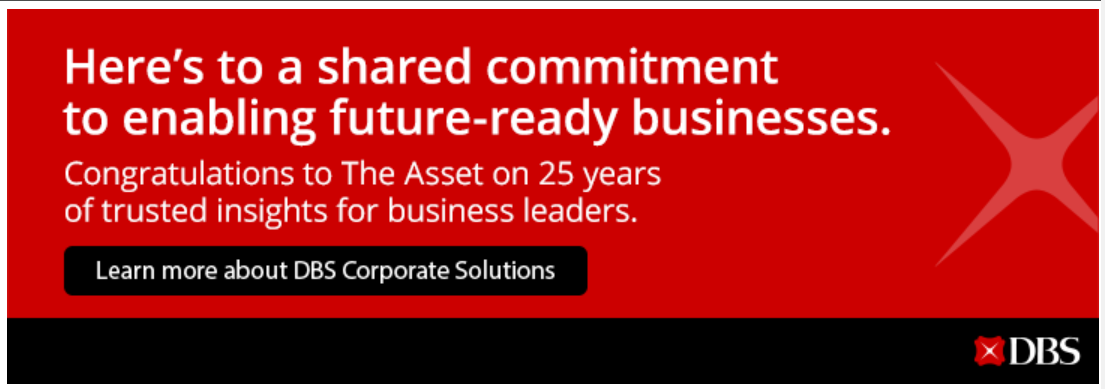 Here’s to a shared commitment
to enabling future-ready businesses.
Congratulations to The Asset on 25 years
of trusted insights for business leaders.
Learn more about DBS Corporate Solutions
DBS